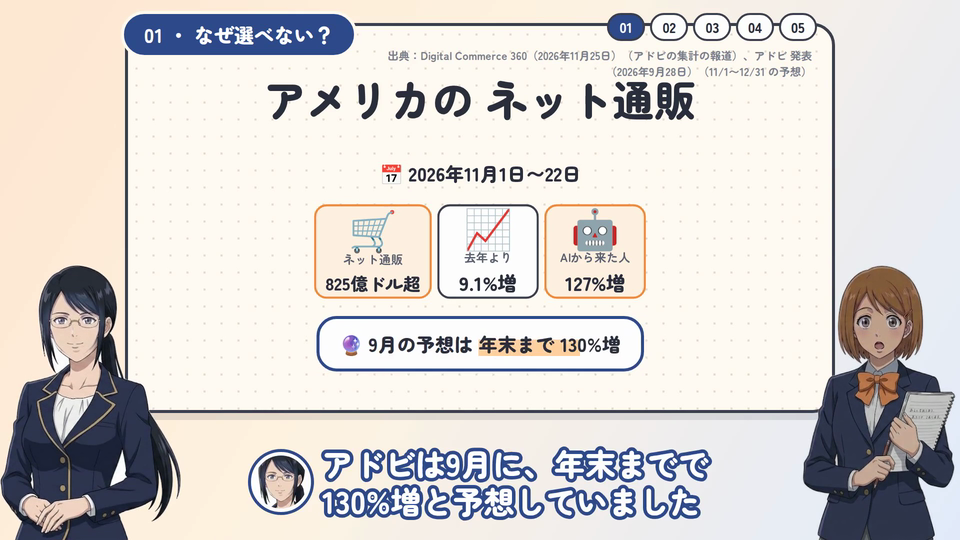 01 ・ なぜ選べない？
01 02 03 04 05
出典：Digital Commerce 360（2026年11月25日）（アドビの集計の報道）、アドビ 発表
（2026年9月28日）（11/1〜12/31 の予想）
アメリカの ネット通販
July
17
2026年11月1日〜22日
ネット通販
825億ドル超
去年より
9.1%増
AIから来た人
127%増
9月の予想は 年末まで 130%増
アドビは9月に、年末までで
130%増と予想していました